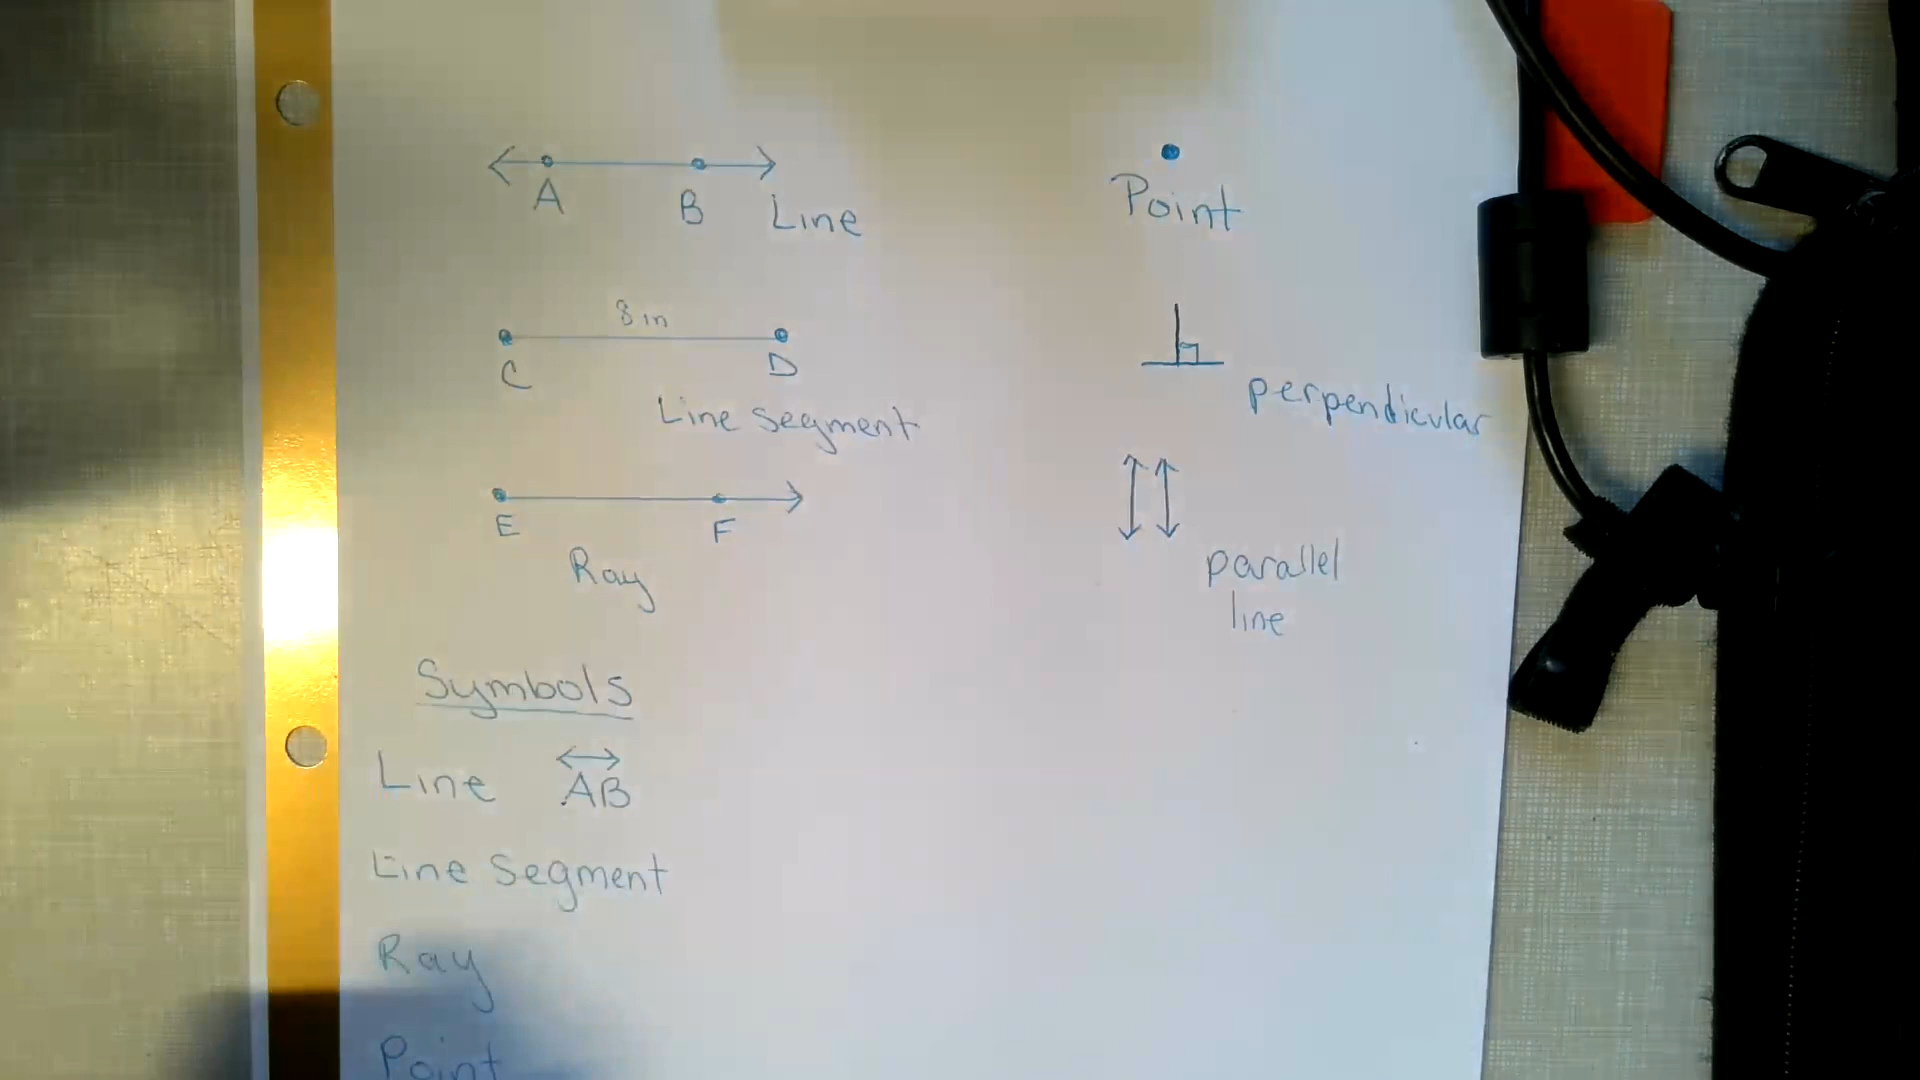 A B Line
Point
8 in
C D
Line Segment
perpendicular
E F
Ray
parallel
line
Symbols
Line AB
Line Segment
Ray
Point